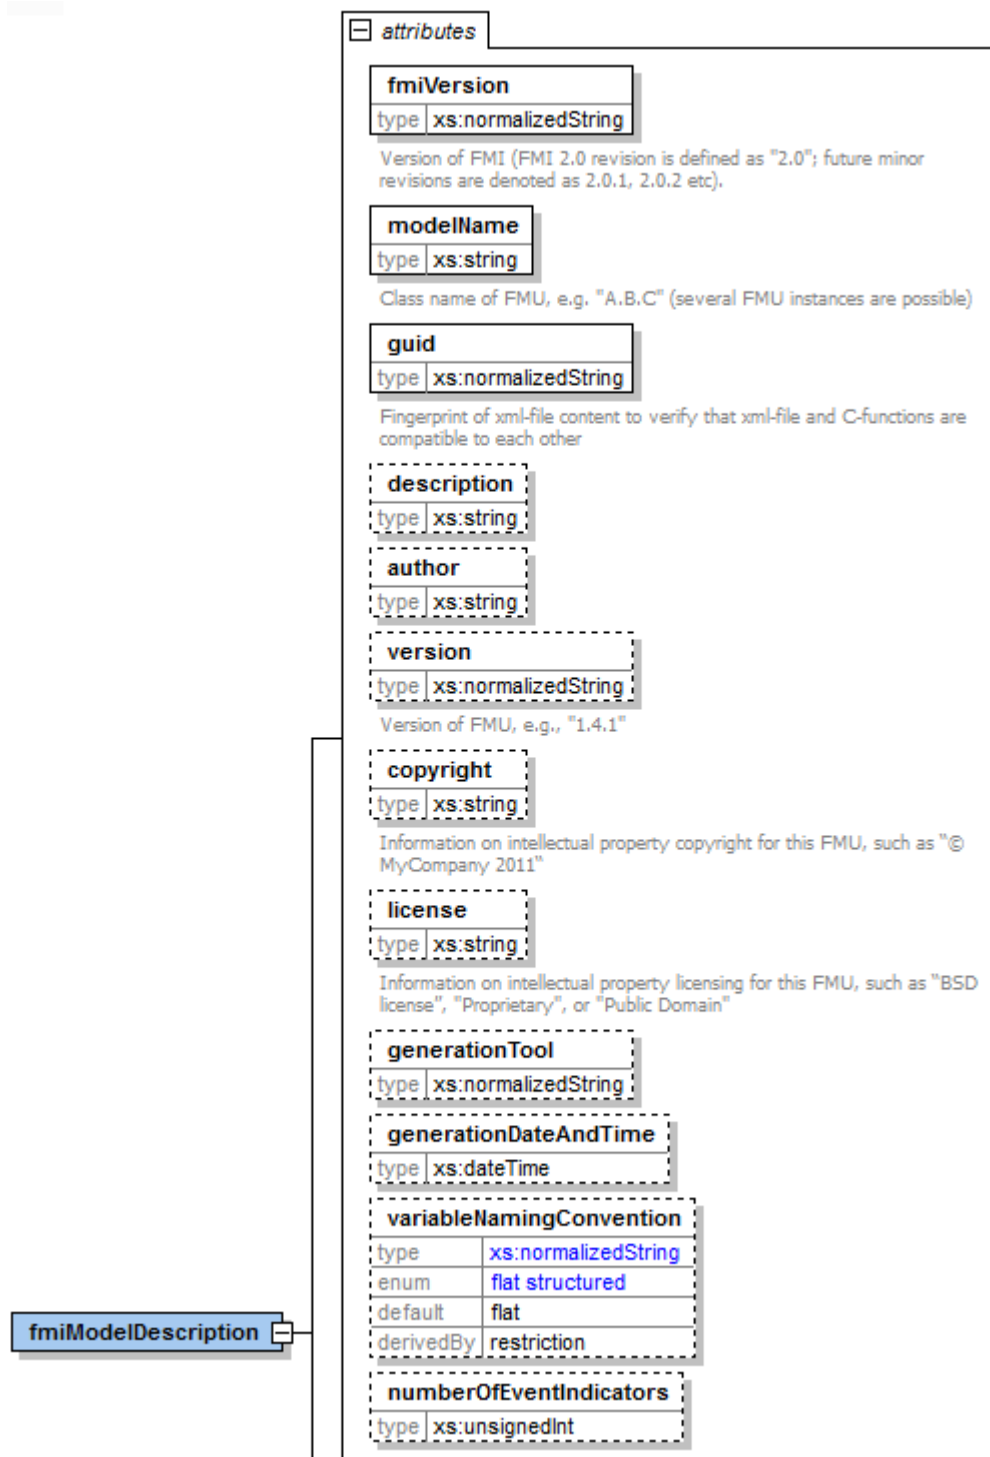 attributes
fmiVersion
type xs:normalizedString
Version of FMI (FMI 2.0 revision is defined as "2.0"; future minor
revisions are denoted as 2.0.1, 2.0.2 etc).
modelName
type xs:string
Class name of FMU, e.g. "A.B.C" (several FMU instances are possible)
guid
type xs:normalizedString
Fingerprint of xml-file content to verify that xml-file and C-functions are
compatible to each other
description
type xs:string
author
type xs:string
version
type xs:normalizedString
Version of FMU, e.g., "1.4.1"
copyright
type xs:string
Information on intellectual property copyright for this FMU, such as “©
MyCompany 2011“
license
type xs:string
Information on intellectual property licensing for this FMU, such as “BSD
license”, "Proprietary", or "Public Domain"
generationTool
type xs:normalizedString
generationDateAndTime
type xs:dateTime
variableNamingConvention
type xs:normalizedString
enum flat structured
default flat
derivedBy restriction
fmiModelDescription
numberOfEventIndicators
type xs:unsignedInt